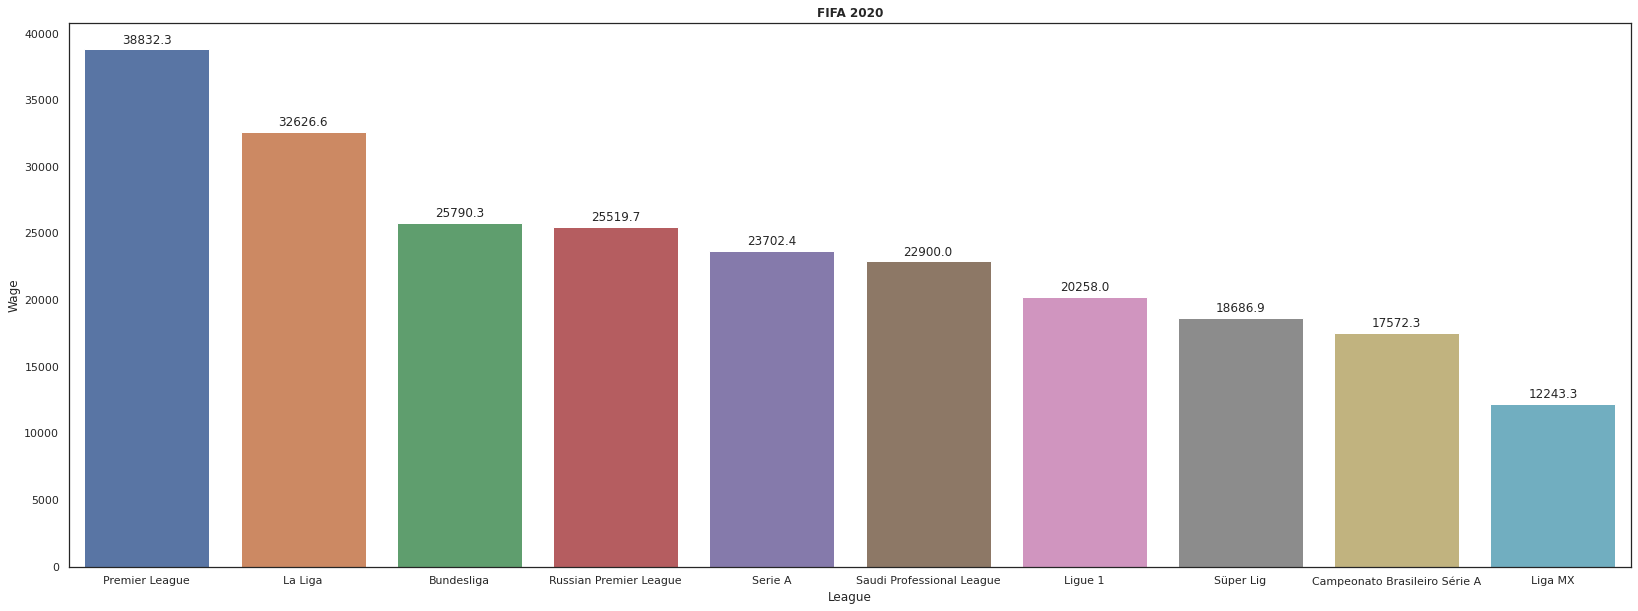 FIFA 2020
Wage
40000
35000
30000
25000
20000
15000
10000
5000
0
38832.3
32626.6
25790.3
25519.7
23702.4
22900.0
20258.0
18686.9
17572.3
12243.3
Premier League
La Liga
Bundesliga
Russian Premier League
Serie A
Saudi Professional League
Ligue 1
Süper Lig
Campeonato Brasileiro Série A
Liga MX
League